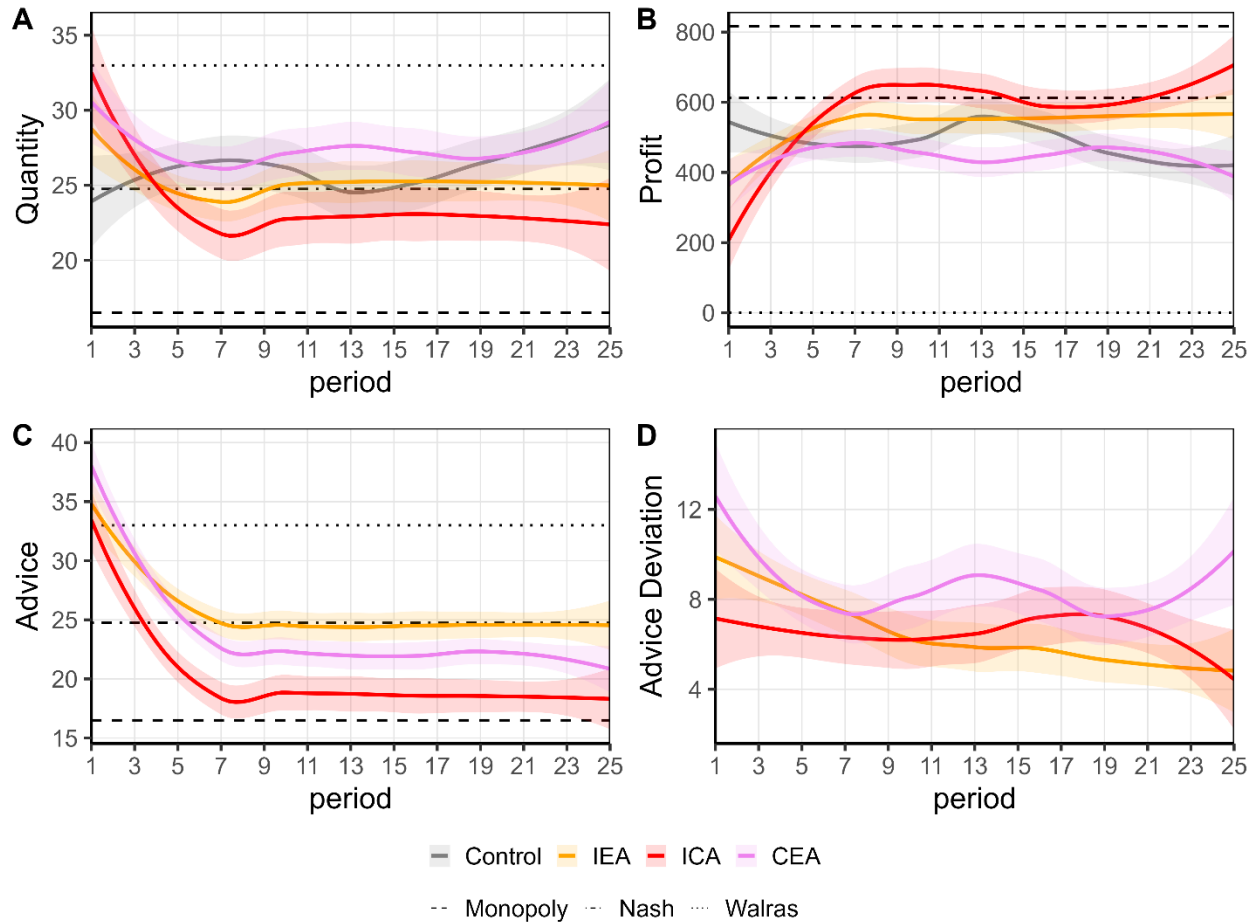 A
35
30
25
20
Quantity
1 3 5 7 9 11 13 15 17 19 21 23 25
period
B
800
600
400
200
0
Profit
1 3 5 7 9 11 13 15 17 19 21 23 25
period
C
40
35
30
25
20
15
Advice
1 3 5 7 9 11 13 15 17 19 21 23 25
period
D
12
8
4
Advice Deviation
1 3 5 7 9 11 13 15 17 19 21 23 25
period
Control IEA ICA CEA
Monopoly Nash Walras